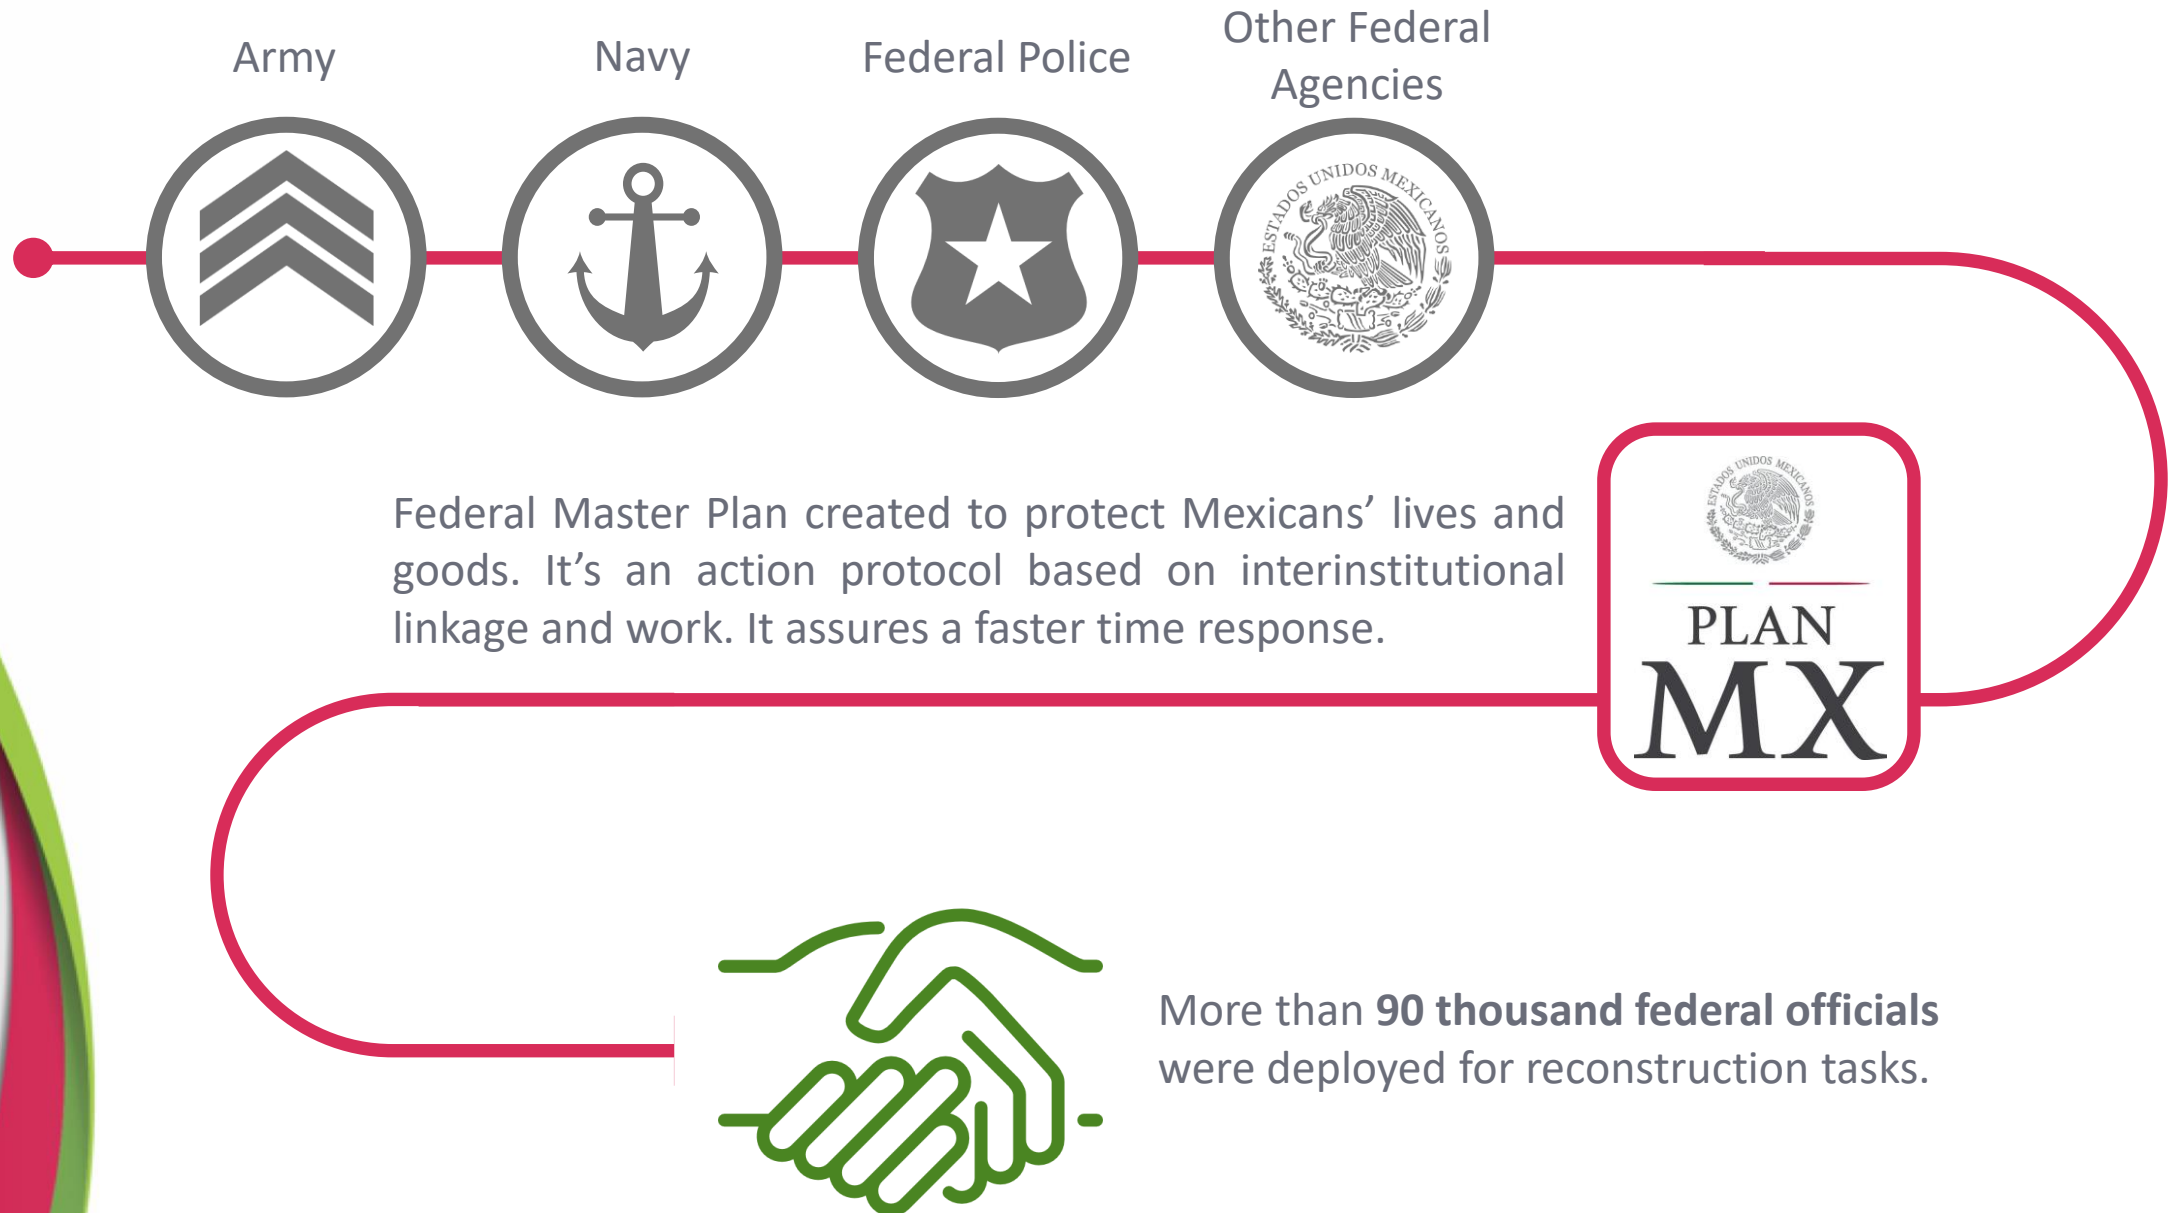 Army
Navy
Federal Police
Other Federal
Agencies
ESTADOS UNIDOS MEXICANOS
Federal Master Plan created to protect Mexicans’ lives and
goods. It’s an action protocol based on interinstitutional
linkage and work. It assures a faster time response.
ESTADOS UNIDOS MEXICANOS
PLAN
MX
More than 90 thousand federal officials
were deployed for reconstruction tasks.